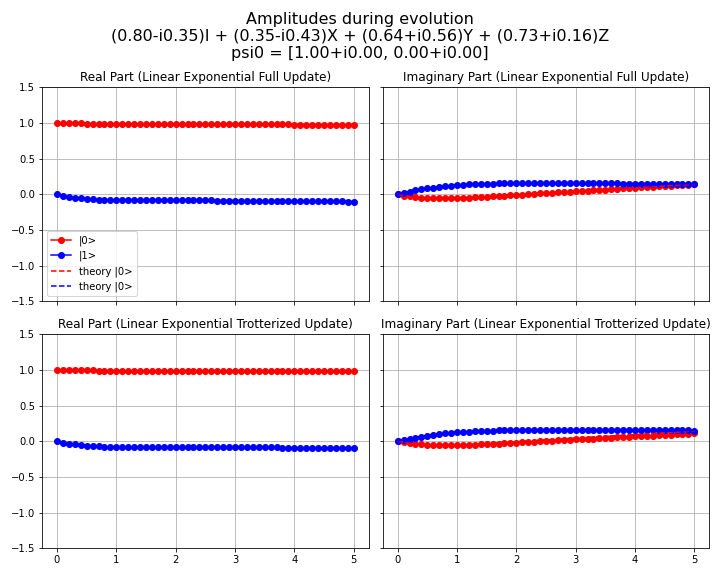 Amplitudes during evolution
(0.80-i0.35)I + (0.35-i0.43)X + (0.64+i0.56)Y + (0.73+i0.16)Z
psi0 = [1.00+i0.00, 0.00+i0.00]
Real Part (Linear Exponential Full Update)
Imaginary Part (Linear Exponential Full Update)
1.5
1.0
0.5
0.0
−0.5
−1.0
−1.5
|0>
|1>
theory |0>
theory |0>
Real Part (Linear Exponential Trotterized Update)
Imaginary Part (Linear Exponential Trotterized Update)
1.5
1.0
0.5
0.0
−0.5
−1.0
−1.5
0 1 2 3 4 5
0 1 2 3 4 5